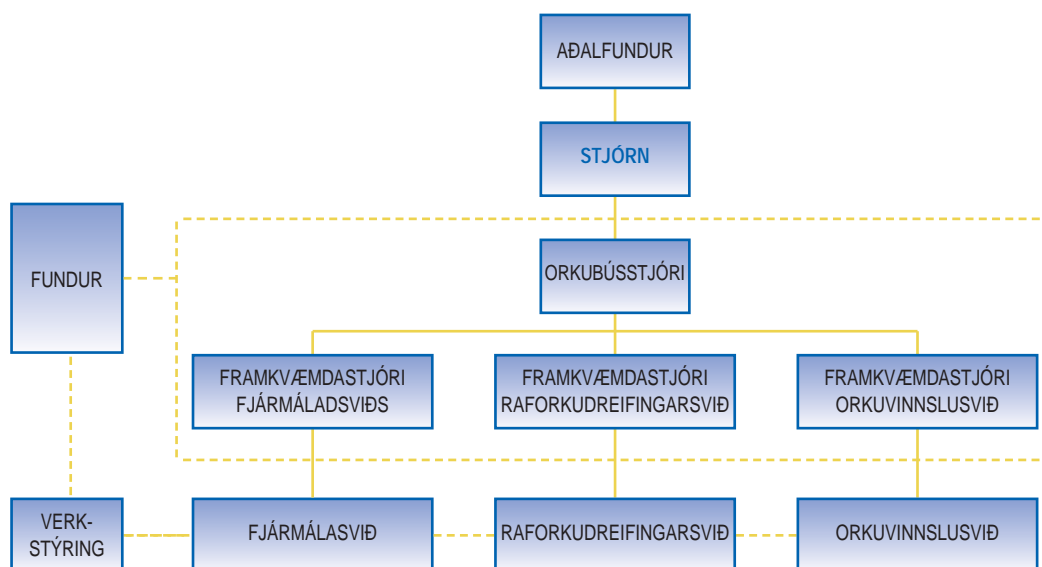 AÐALFUNDUR
STJÓRN
FUNDUR
ORKUBÚSSTJÓRI
FRAMKVÆMDASTJÓRI
FJÁRMÁLADSVIÐS
FRAMKVÆMDASTJÓRI
RAFORKUDREIFINGARSVIÐ
FRAMKVÆMDASTJÓRI
ORKUVINNSLUSVIÐ
VERK-
STÝRING
FJÁRMÁLASVIÐ
RAFORKUDREIFINGARSVIÐ
ORKUVINNSLUSVIÐ